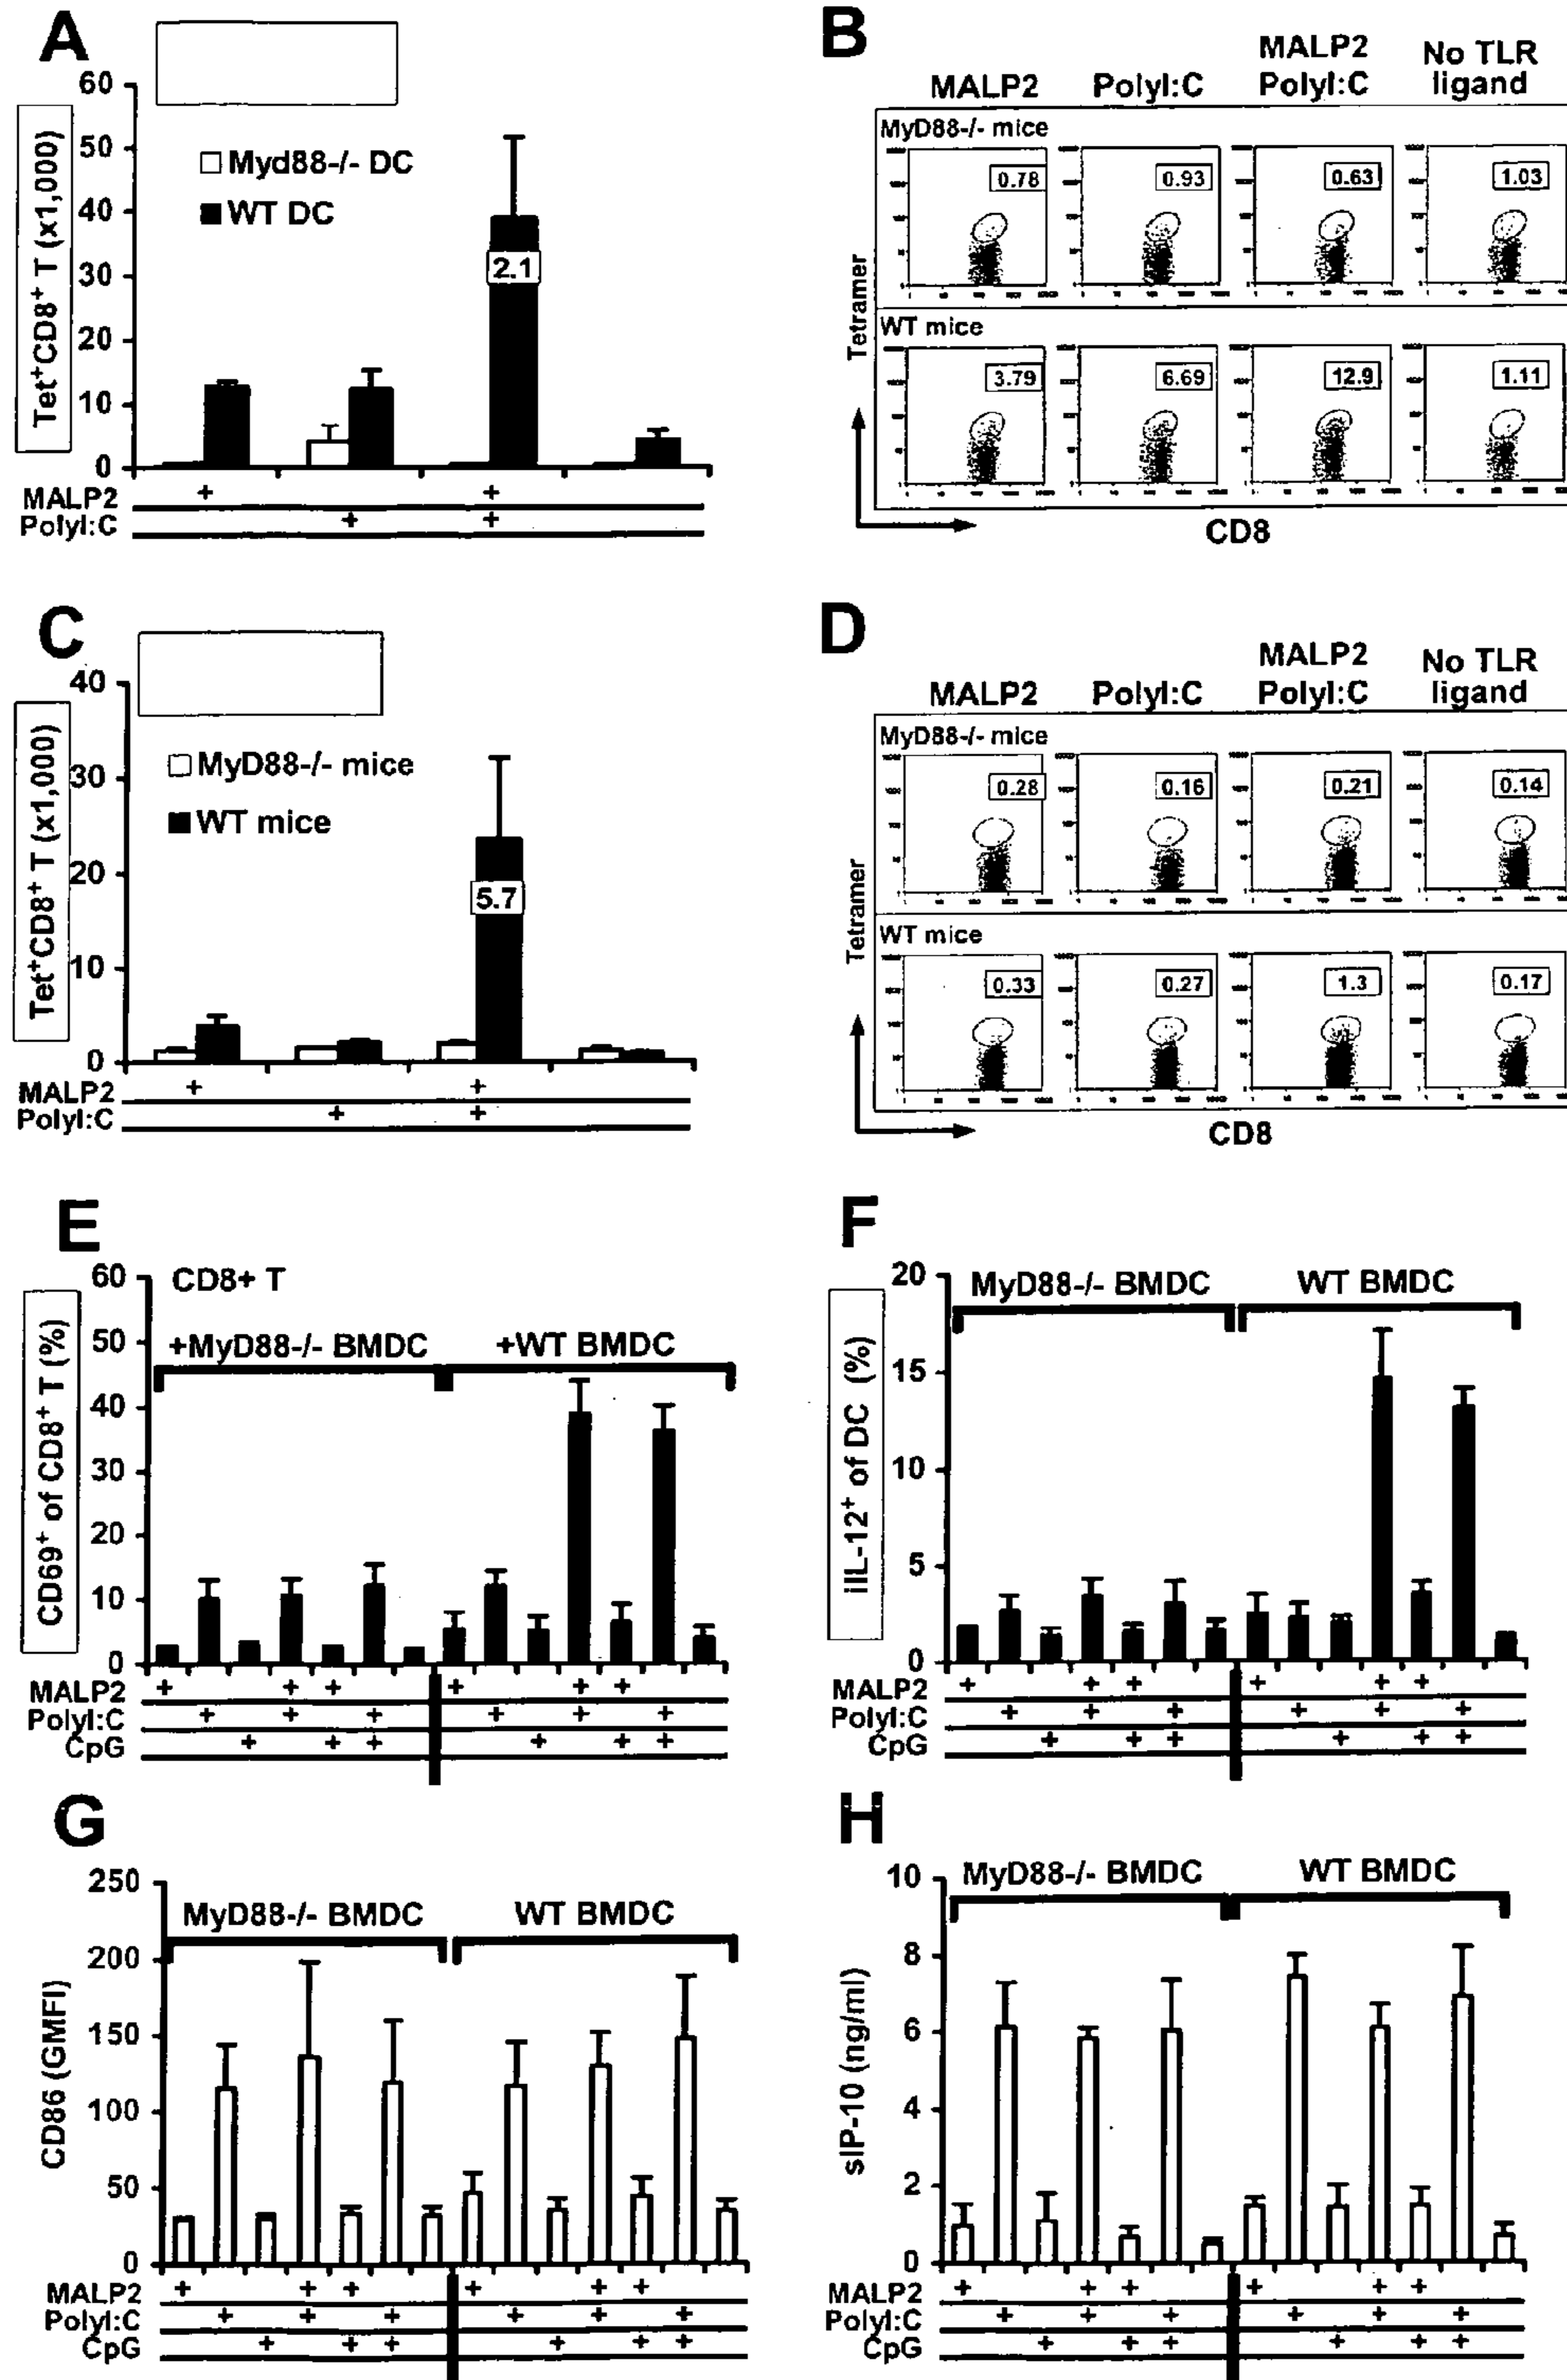 A
60
50
40
30
20
10
0
Tet+CD8+ T (x1,000)
Myd88-/- DC
WT DC
2.1
MALP2 + +
PolyI:C + +
B
MALP2 PolyI:C MALP2 PolyI:C No TLR ligand
MyD88-/- mice
0.78 0.93 0.63 1.03
WT mice
3.79 6.69 12.9 1.11
Tetramer
CD8
C
40
30
20
10
0
Tet+CD8+ T (x1,000)
MyD88-/- mice
WT mice
5.7
MALP2 + +
PolyI:C + +
D
MALP2 PolyI:C MALP2 PolyI:C No TLR ligand
MyD88-/- mice
0.28 0.16 0.21 0.14
WT mice
0.33 0.27 1.3 0.17
Tetramer
CD8
E
60
50
40
30
20
10
0
CD69+ of CD8+ T (%)
CD8+ T
+MyD88-/- BMDC +WT BMDC
MALP2 + + + + + +
PolyI:C + + + + + +
CpG + + + + + +
F
20
15
10
5
0
iIL-12+ of DC (%)
MyD88-/- BMDC WT BMDC
MALP2 + + + + + +
PolyI:C + + + + + +
CpG + + + + + +
G
250
200
150
100
50
0
CD86 (GMFI)
MyD88-/- BMDC WT BMDC
MALP2 + + + + + +
PolyI:C + + + + + +
CpG + + + + + +
H
10
8
6
4
2
0
sIP-10 (ng/ml)
MyD88-/- BMDC WT BMDC
MALP2 + + + + + +
PolyI:C + + + + + +
CpG + + + + + +